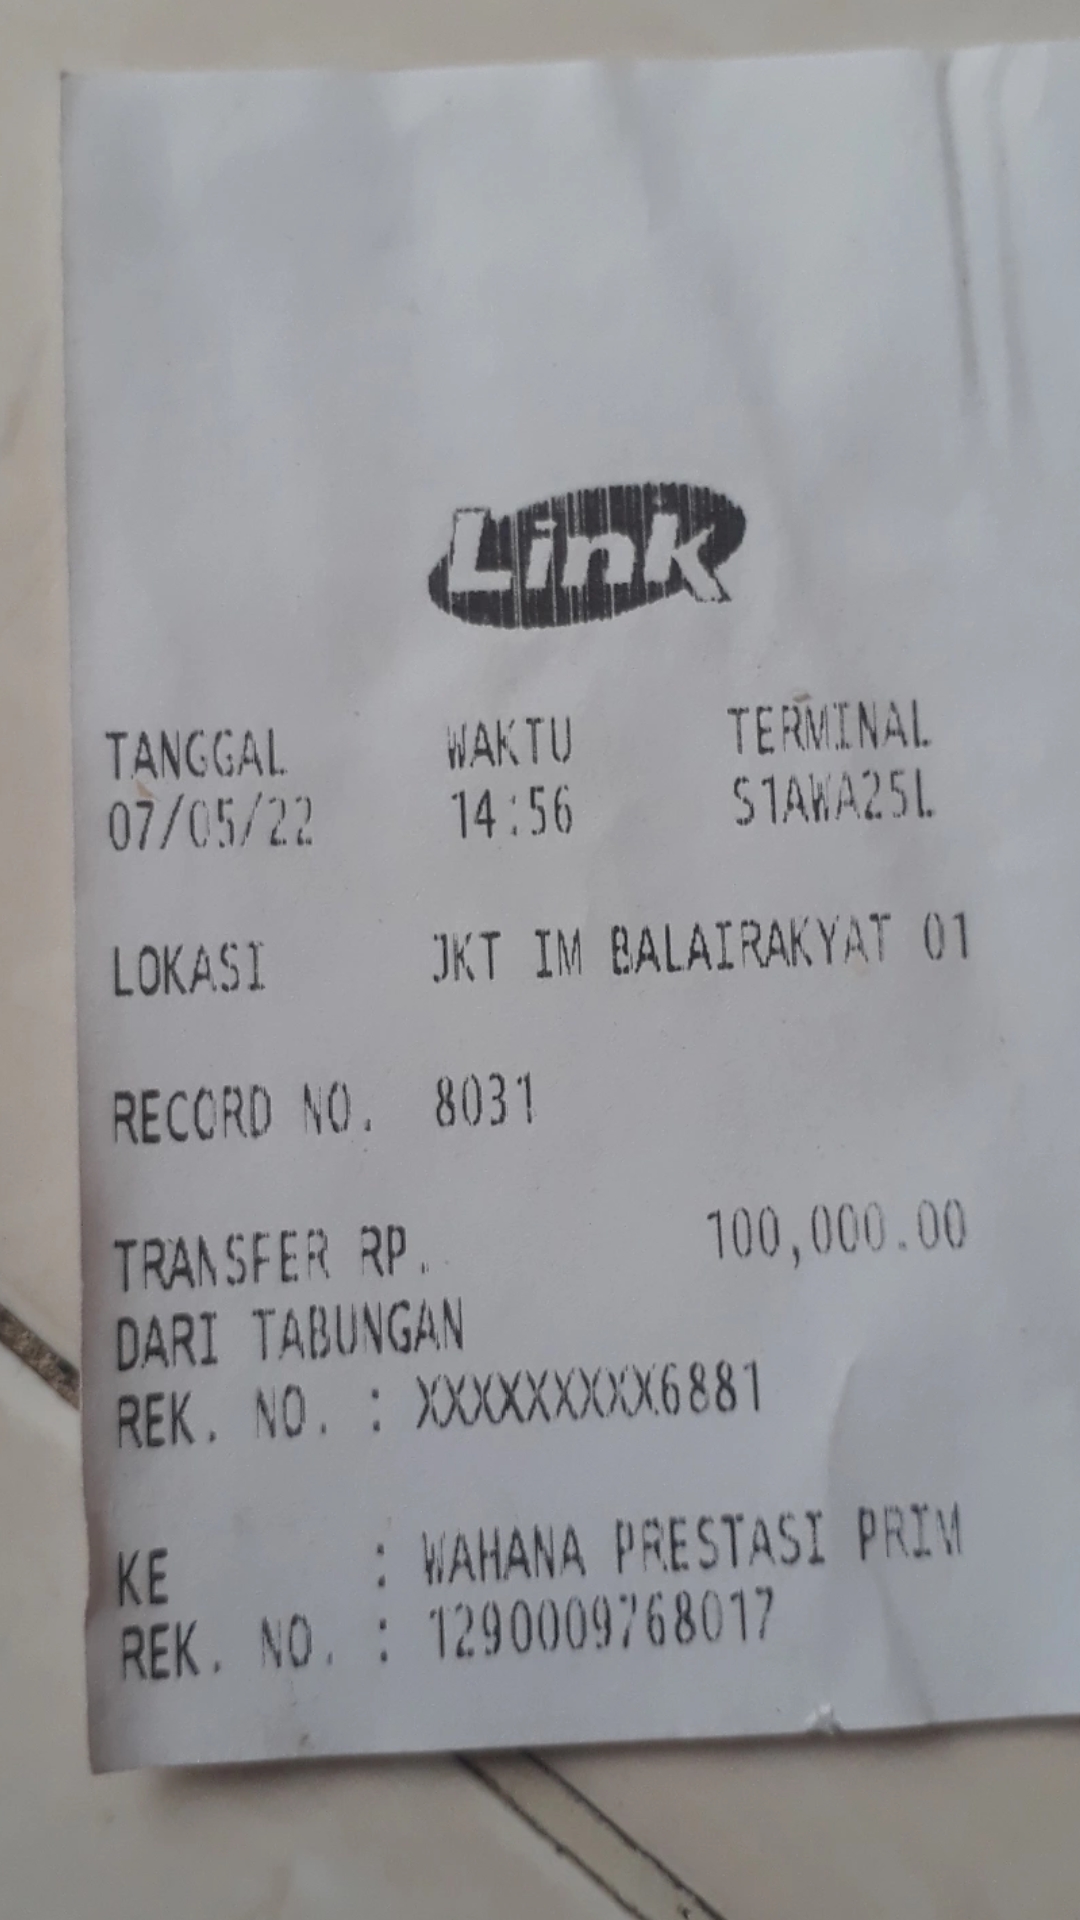 Link
TANGGAL WAKTU TERMINAL
07/05/22 14:56 S1AWA25L
LOKASI JKT IM BALAIRAKYAT 01
RECORD NO. 8031
TRANSFER RP. 100,000.00
DARI TABUNGAN
REK. NO. : XXXXXXXXX6881
KE : WAHANA PRESTASI PRIM
REK. NO. : 1290009768017